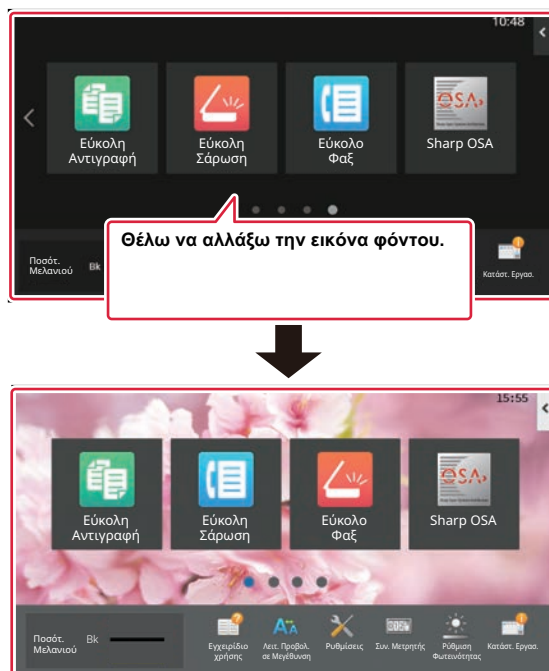 10:48
Εύκολη
Αντιγραφή
Εύκολη
Σάρωση
Εύκολο
Φαξ
Sharp OSA
OSA
Θέλω να αλλάξω την εικόνα φόντου.
Ποσότ.
Μελανιού
Bk
Κατάστ. Εργασ.
15:55
Εύκολη
Αντιγραφή
Εύκολη
Σάρωση
Εύκολο
Φαξ
Sharp OSA
OSA
Ποσότ.
Μελανιού
Bk
Εγχειρίδιο
χρήσης
Λειτ. Προβολ.
σε Μεγέθυνση
Ρυθμίσεις
Συν. Μετρητής
Ρύθμιση
Φωτεινότητας
Κατάστ. Εργασ.